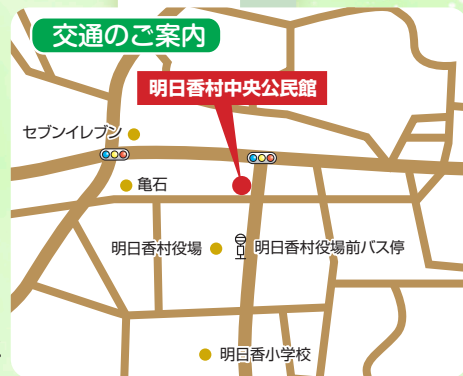 交通のご案内
明日香村中央公民館
セブンイレブン
亀石
明日香村役場
明日香村役場前バス停
明日香小学校